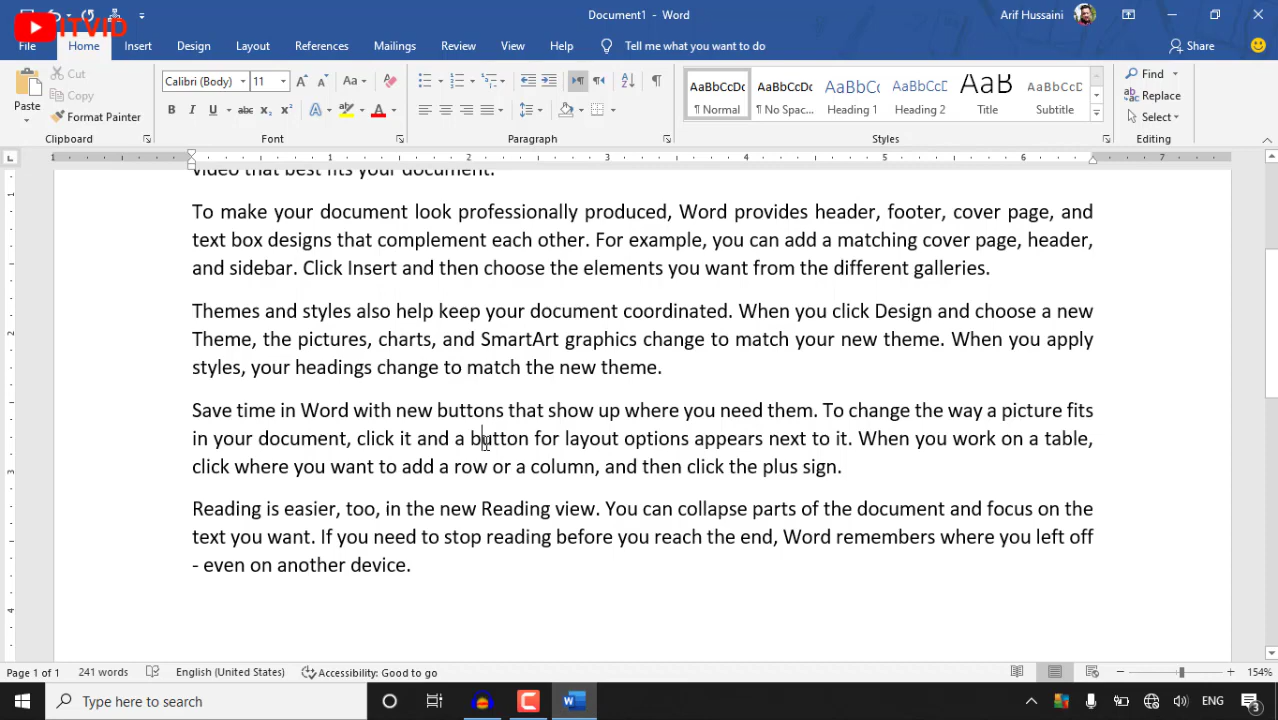 ITVID
Document1 - Word
Arif Hussaini
File Home Insert Design Layout References Mailings Review View Help Tell me what you want to do Share
Paste
Cut
Copy
Format Painter
Clipboard
Calibri (Body) 11
Font
Paragraph
AaBbCcDc
¶ Normal
AaBbCcDc
¶ No Spac...
AaBbC
Heading 1
AaBbCcD
Heading 2
AaB
Title
AaBbCcD
Subtitle
Styles
Find
Replace
Select
Editing
1 1 2 3 4 5 6 7
video that best fits your document.
To make your document look professionally produced, Word provides header, footer, cover page, and
text box designs that complement each other. For example, you can add a matching cover page, header,
and sidebar. Click Insert and then choose the elements you want from the different galleries.
Themes and styles also help keep your document coordinated. When you click Design and choose a new
Theme, the pictures, charts, and SmartArt graphics change to match your new theme. When you apply
styles, your headings change to match the new theme.
Save time in Word with new buttons that show up where you need them. To change the way a picture fits
in your document, click it and a button for layout options appears next to it. When you work on a table,
click where you want to add a row or a column, and then click the plus sign.
Reading is easier, too, in the new Reading view. You can collapse parts of the document and focus on the
text you want. If you need to stop reading before you reach the end, Word remembers where you left off
- even on another device.
Page 1 of 1 241 words English (United States) Accessibility: Good to go 154%
Type here to search ENG 3